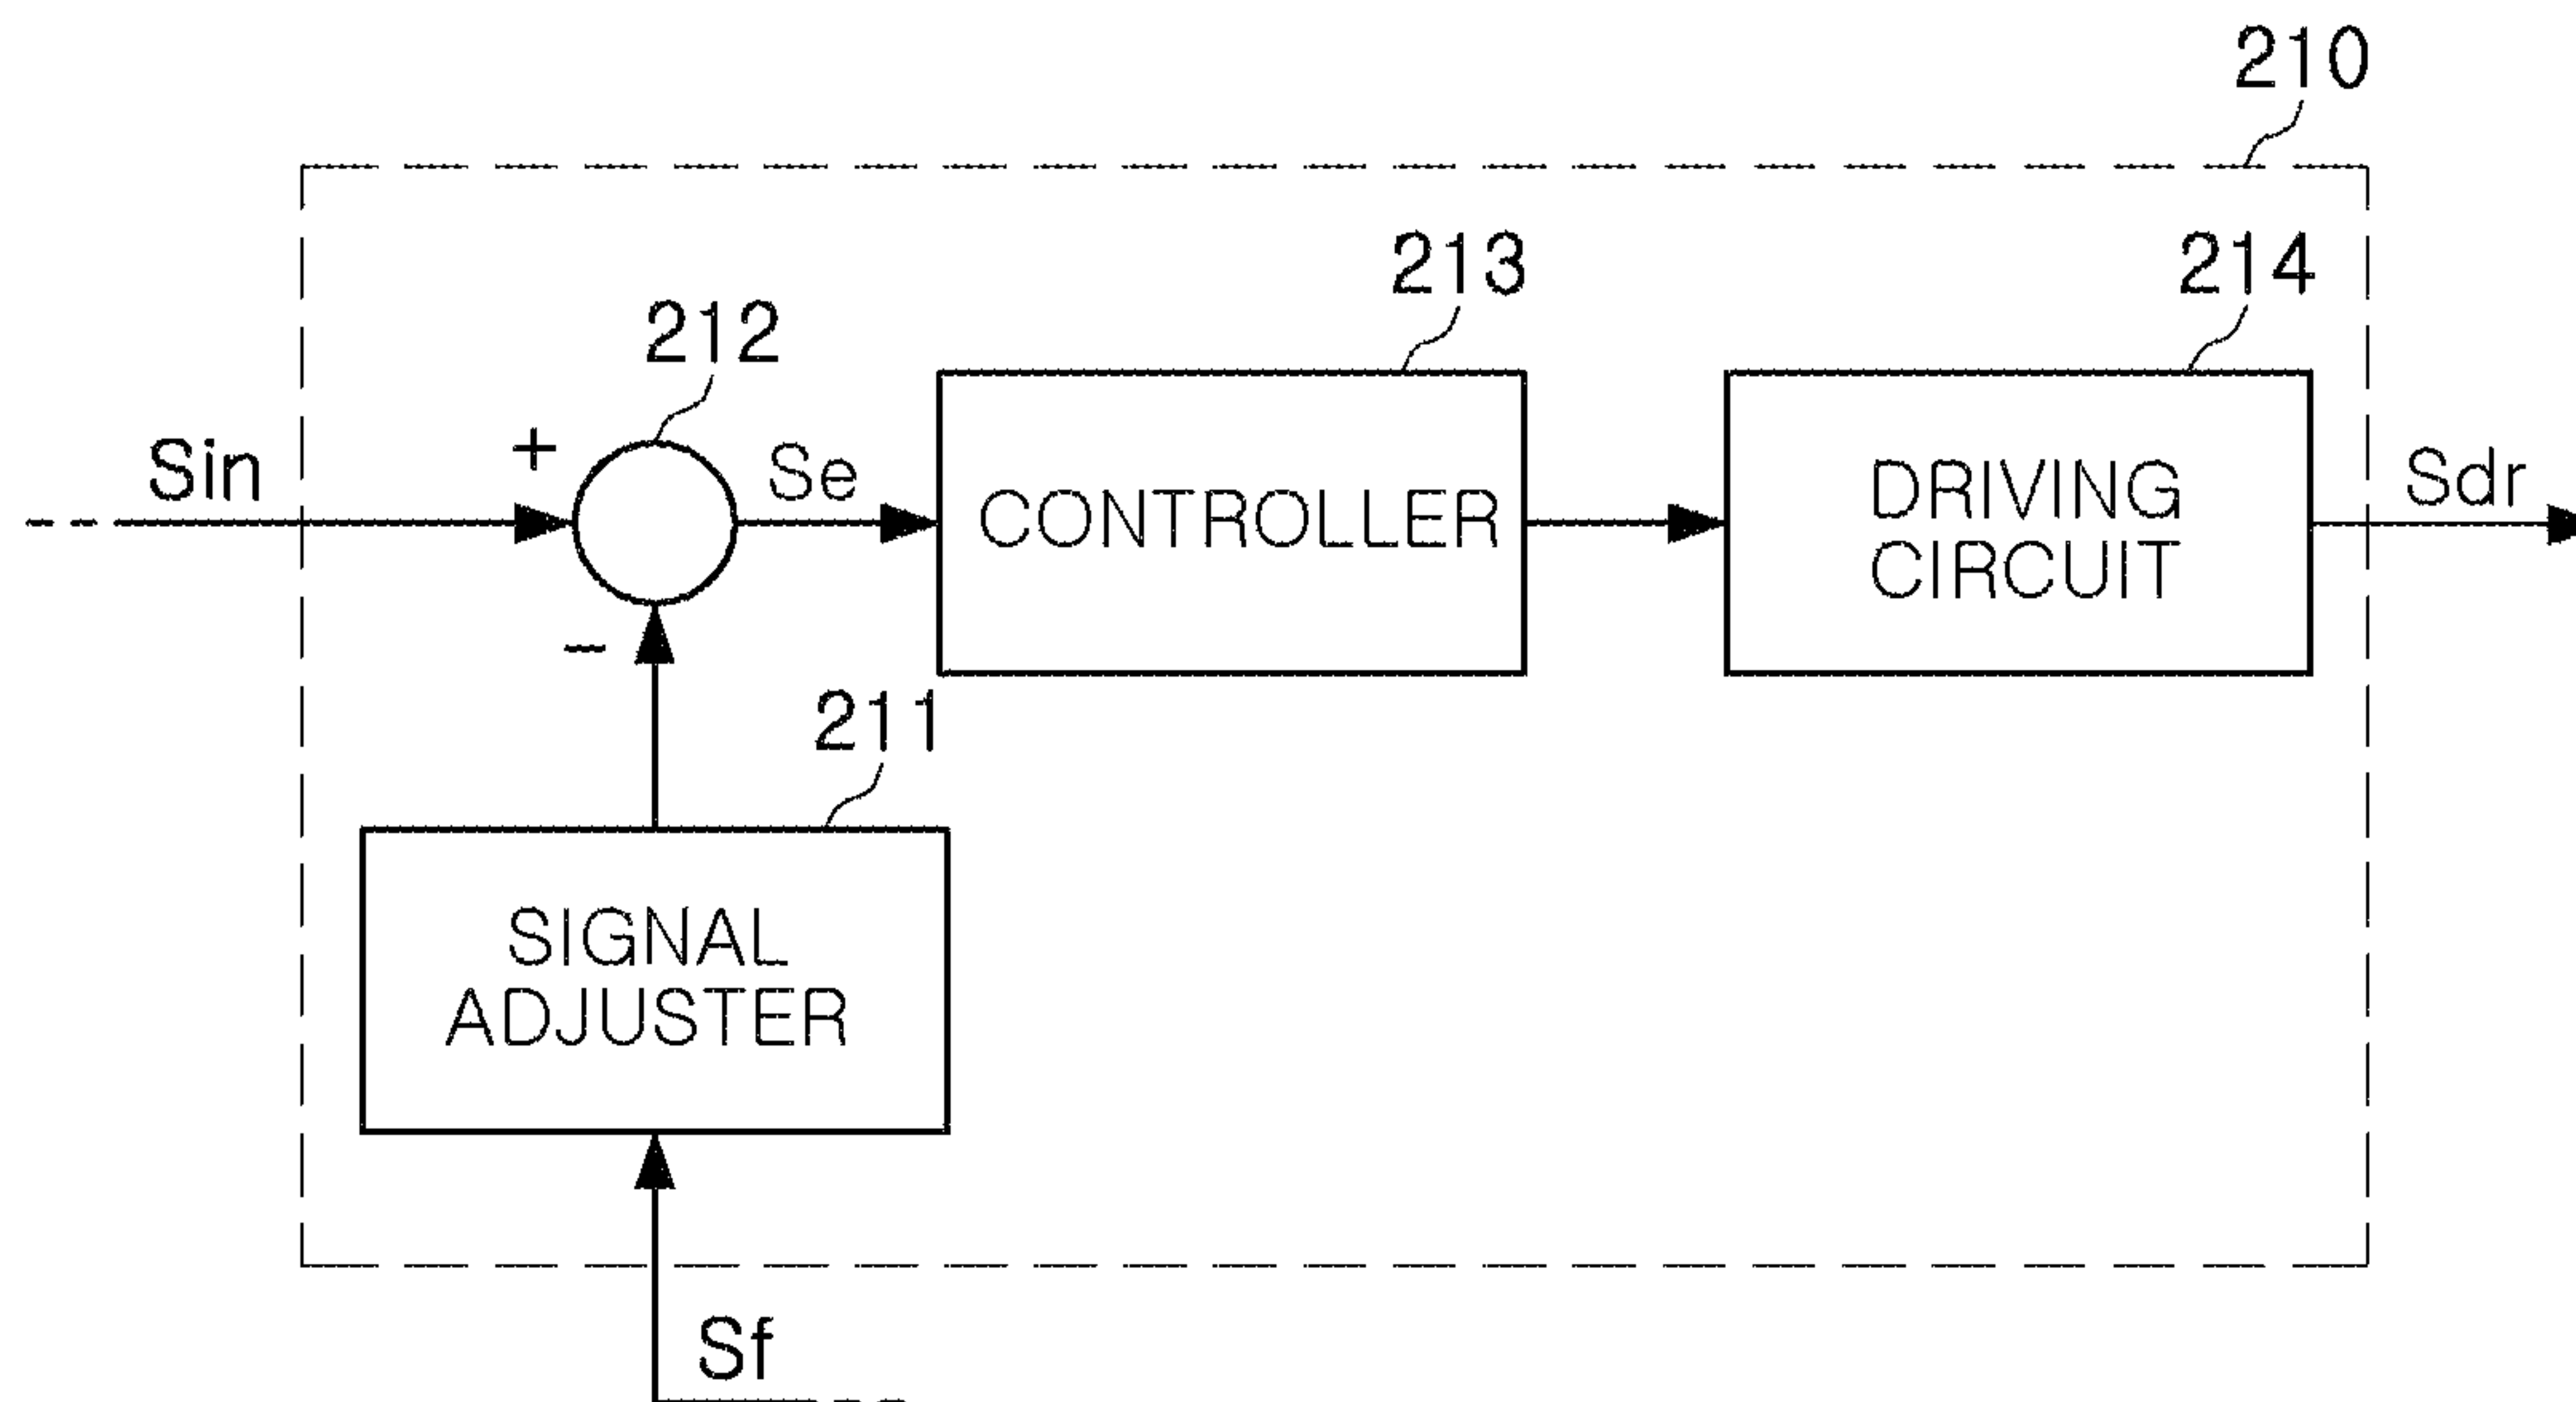 210
213
214
212
Sin
+
Se
CONTROLLER
DRIVING
CIRCUIT
Sdr
−
211
SIGNAL
ADJUSTER
Sf